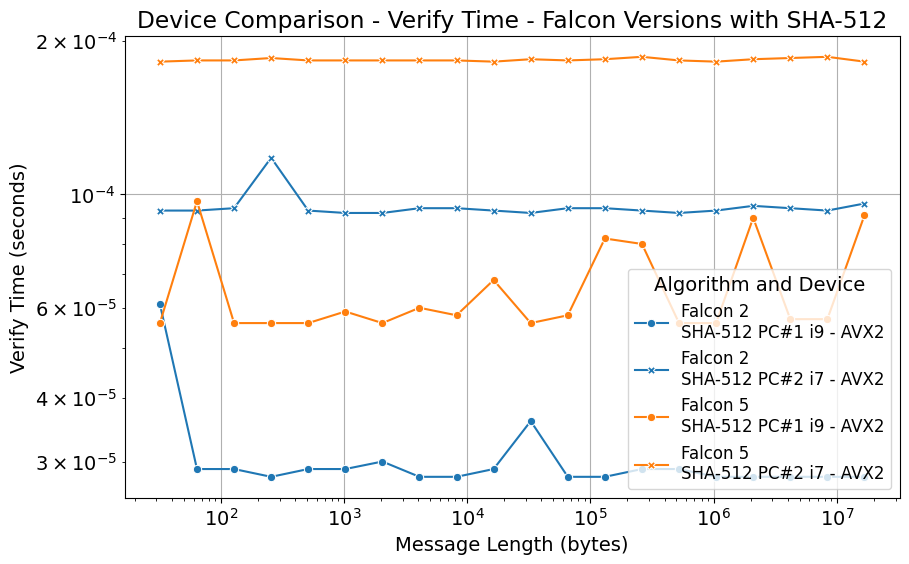 Device Comparison - Verify Time - Falcon Versions with SHA-512
Verify Time (seconds)
2 × 10⁻⁴
10⁻⁴
6 × 10⁻⁵
4 × 10⁻⁵
3 × 10⁻⁵
Algorithm and Device
Falcon 2
SHA-512 PC#1 i9 - AVX2
Falcon 2
SHA-512 PC#2 i7 - AVX2
Falcon 5
SHA-512 PC#1 i9 - AVX2
Falcon 5
SHA-512 PC#2 i7 - AVX2
10² 10³ 10⁴ 10⁵ 10⁶ 10⁷
Message Length (bytes)